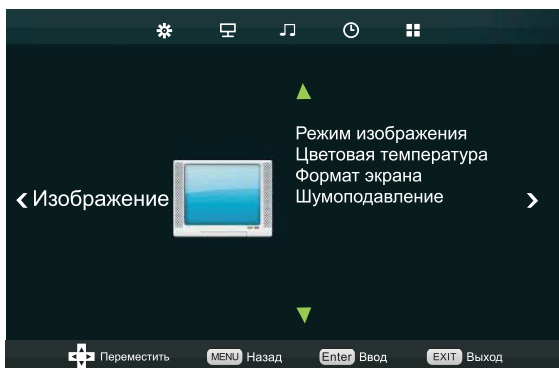 Режим изображения
Цветовая температура
Формат экрана
Шумоподавление
Изображение
Переместить MENU Назад Enter Ввод EXIT Выход